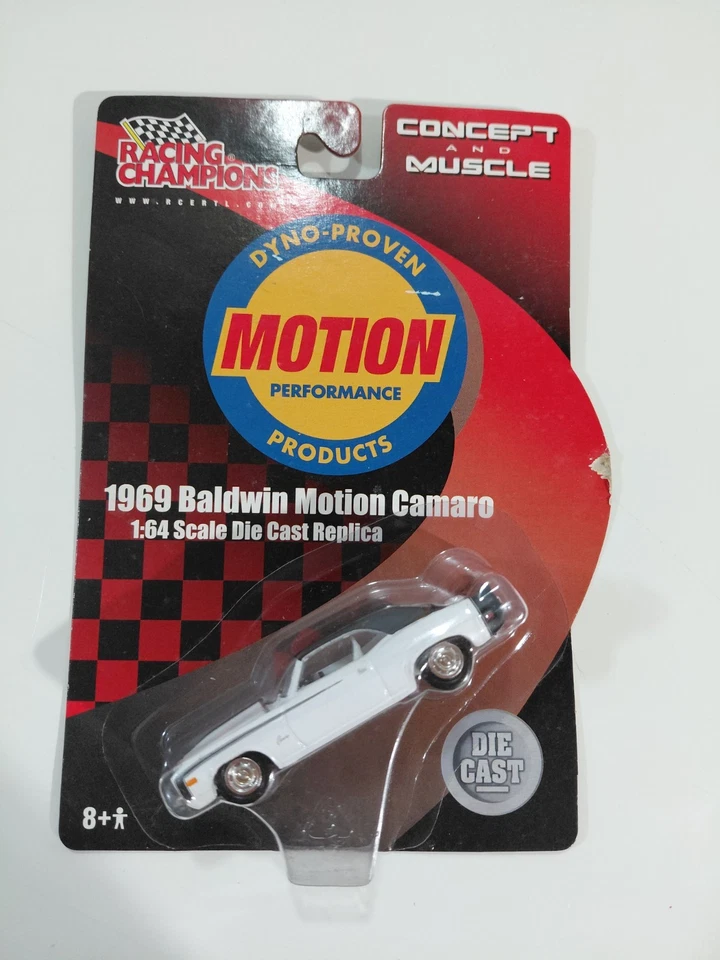 RACING
CHAMPIONS
CONCEPT
AND
MUSCLE
DYNO-PROVEN
MOTION
PERFORMANCE
PRODUCTS
1969 Baldwin Motion Camaro
1:64 Scale Die Cast Replica
DIE
CAST
8+